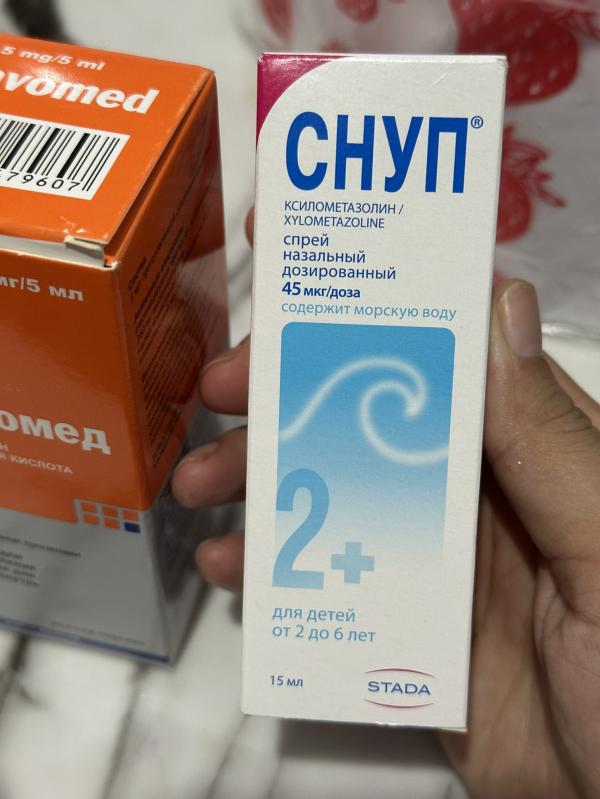 5 mg/5 ml
vomed
79607
мг/5 мл
омед
КИСЛОТА
СНУП®
КСИЛОМЕТАЗОЛИН /
XYLOMETAZOLINE
спрей
назальный
дозированный
45 мкг/доза
содержит морскую воду
2+
для детей
от 2 до 6 лет
15 мл
STADA